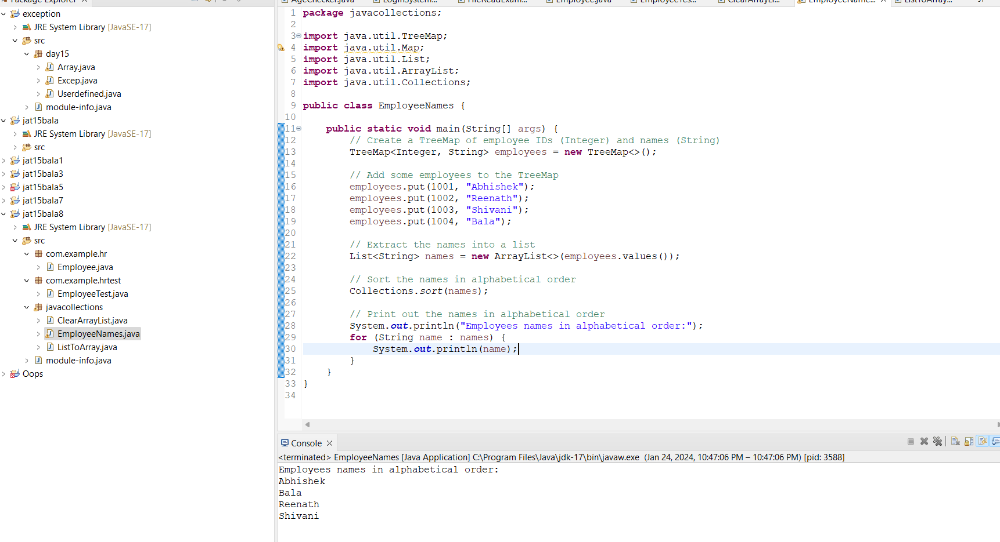 Package Explorer
exception
JRE System Library [JavaSE-17]
src
day15
Array.java
Excep.java
Userdefined.java
module-info.java
jat15bala
JRE System Library [JavaSE-17]
src
jat15bala1
jat15bala3
jat15bala5
jat15bala7
jat15bala8
JRE System Library [JavaSE-17]
src
com.example.hr
Employee.java
com.example.hrtest
EmployeeTest.java
javacollections
ClearArrayList.java
EmployeeNames.java
ListToArray.java
module-info.java
Oops
AgeChecker.java LoginSystem... FileReadExam... Employee.java EmployeeTes... ClearArrayLi... EmployeeName... ListToArray...
1 package javacollections;
2
3 import java.util.TreeMap;
4 import java.util.Map;
5 import java.util.List;
6 import java.util.ArrayList;
7 import java.util.Collections;
8
9 public class EmployeeNames {
10
11 public static void main(String[] args) {
12 // Create a TreeMap of employee IDs (Integer) and names (String)
13 TreeMap<Integer, String> employees = new TreeMap<>();
14
15 // Add some employees to the TreeMap
16 employees.put(1001, "Abhishek");
17 employees.put(1002, "Reenath");
18 employees.put(1003, "Shivani");
19 employees.put(1004, "Bala");
20
21 // Extract the names into a list
22 List<String> names = new ArrayList<>(employees.values());
23
24 // Sort the names in alphabetical order
25 Collections.sort(names);
26
27 // Print out the names in alphabetical order
28 System.out.println("Employees names in alphabetical order:");
29 for (String name : names) {
30 System.out.println(name);
31 }
32 }
33 }
34
Console
<terminated> EmployeeNames [Java Application] C:\Program Files\Java\jdk-17\bin\javaw.exe (Jan 24, 2024, 10:47:06 PM – 10:47:06 PM) [pid: 3588]
Employees names in alphabetical order:
Abhishek
Bala
Reenath
Shivani